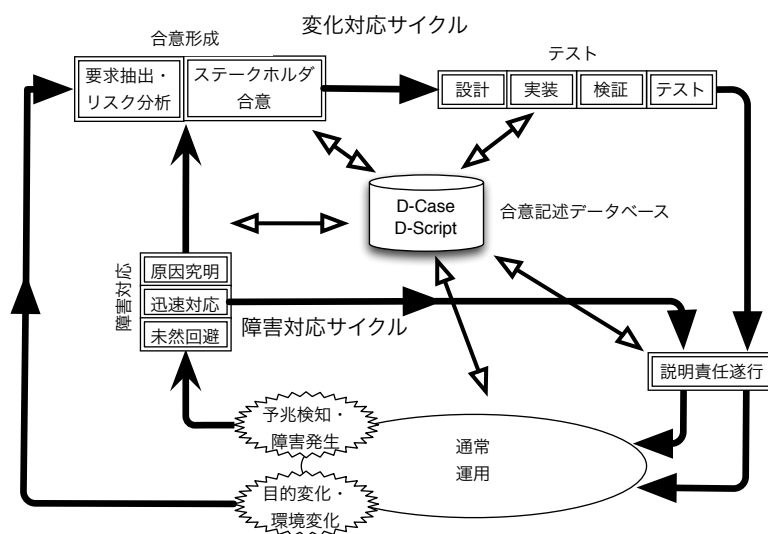 変化対応サイクル
合意形成
テスト
要求抽出・
リスク分析
ステークホルダ
合意
設計
実装
検証
テスト
D-Case
D-Script
合意記述データベース
障害対応
原因究明
迅速対応
未然回避
障害対応サイクル
説明責任遂行
予兆検知・
障害発生
通常
運用
目的変化・
環境変化